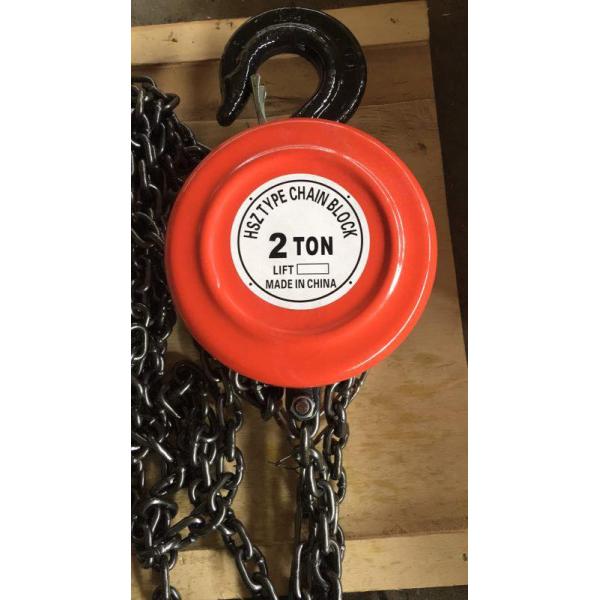 HSZ TYPE CHAIN BLOCK
2 TON
LIFT
MADE IN CHINA